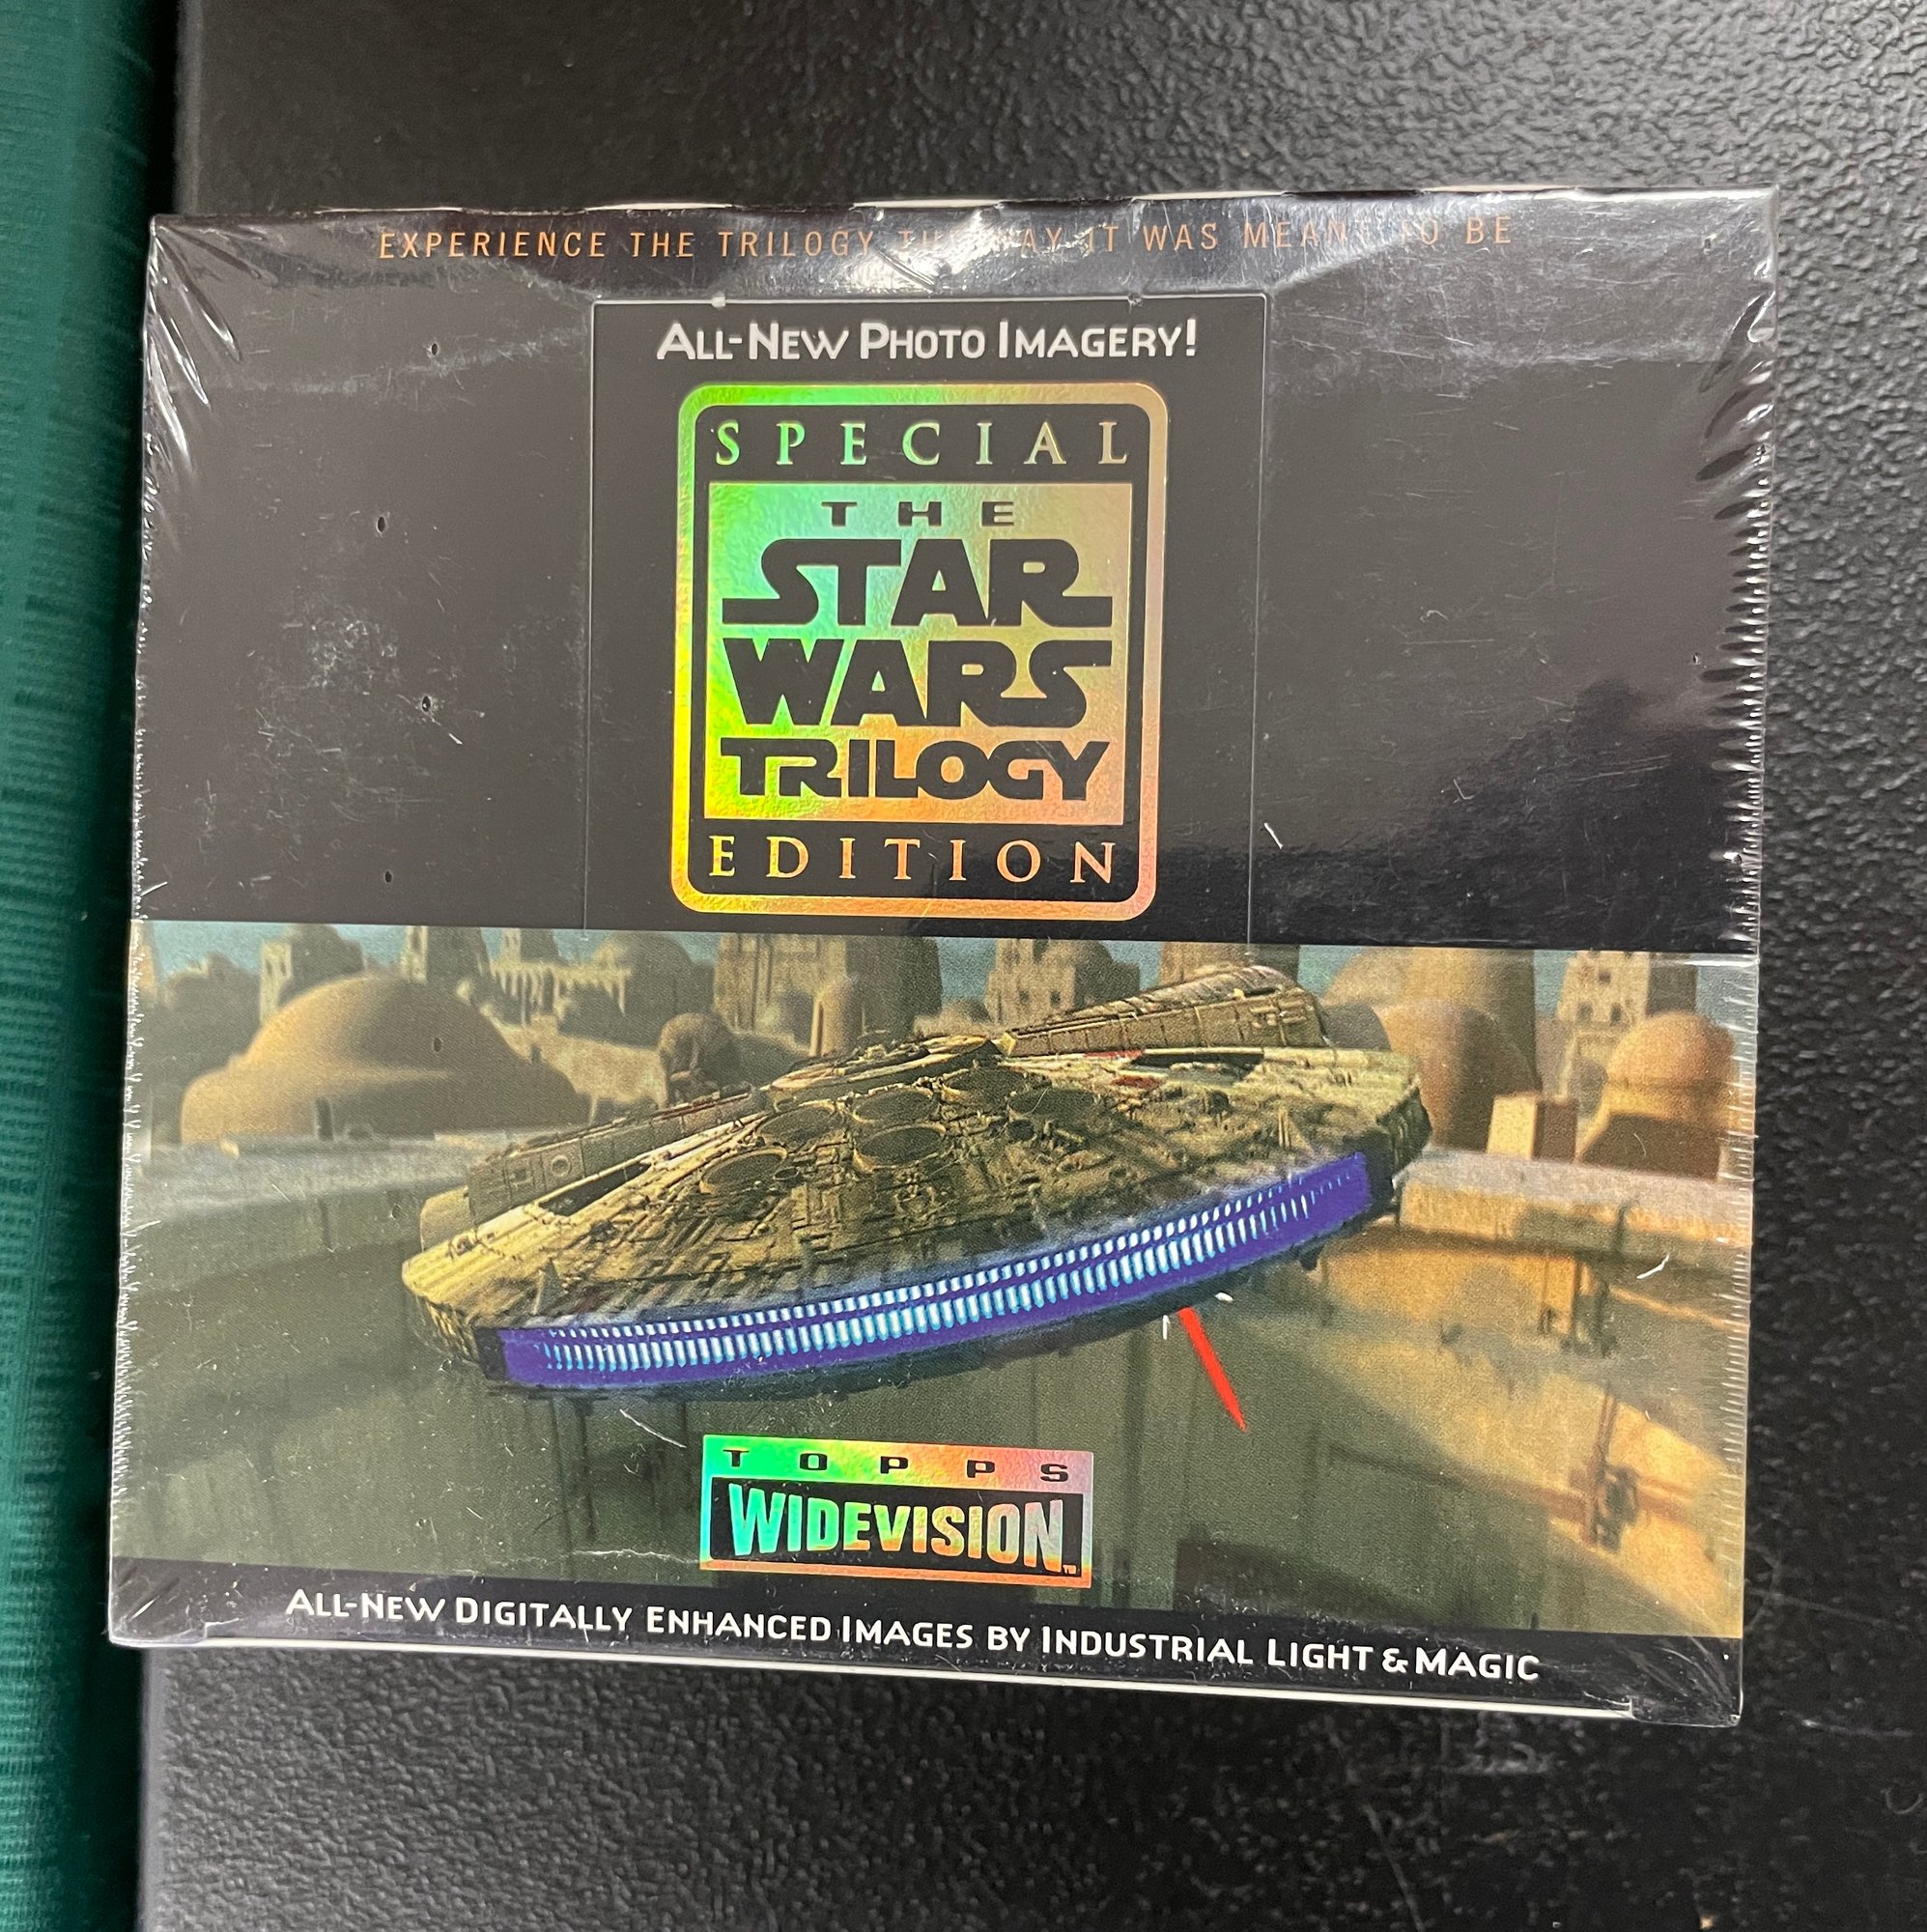 EXPERIENCE THE TRILOGY THE WAY IT WAS MEANT TO BE
ALL-NEW PHOTO IMAGERY!
SPECIAL
THE
STAR
WARS
TRILOGY
EDITION
TOPPS
WIDEVISION™
ALL-NEW DIGITALLY ENHANCED IMAGES BY INDUSTRIAL LIGHT & MAGIC